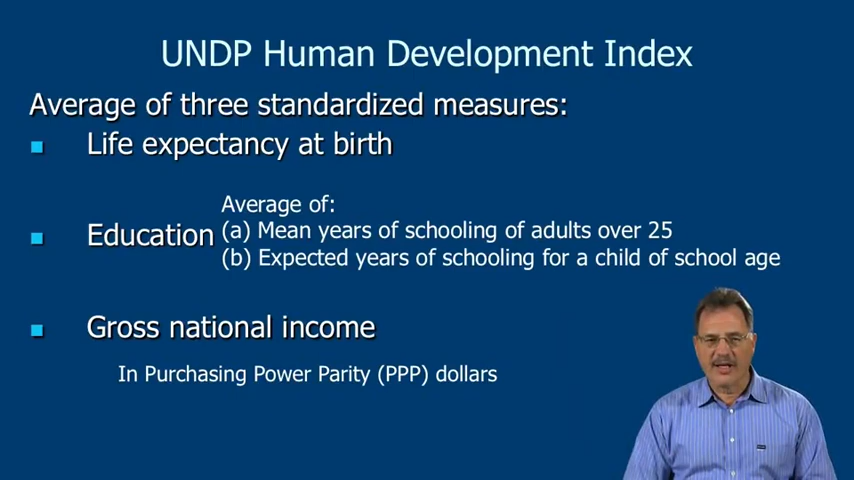 UNDP Human Development Index
Average of three standardized measures:
Life expectancy at birth
Average of:
Education
(a) Mean years of schooling of adults over 25
(b) Expected years of schooling for a child of school age
Gross national income
In Purchasing Power Parity (PPP) dollars